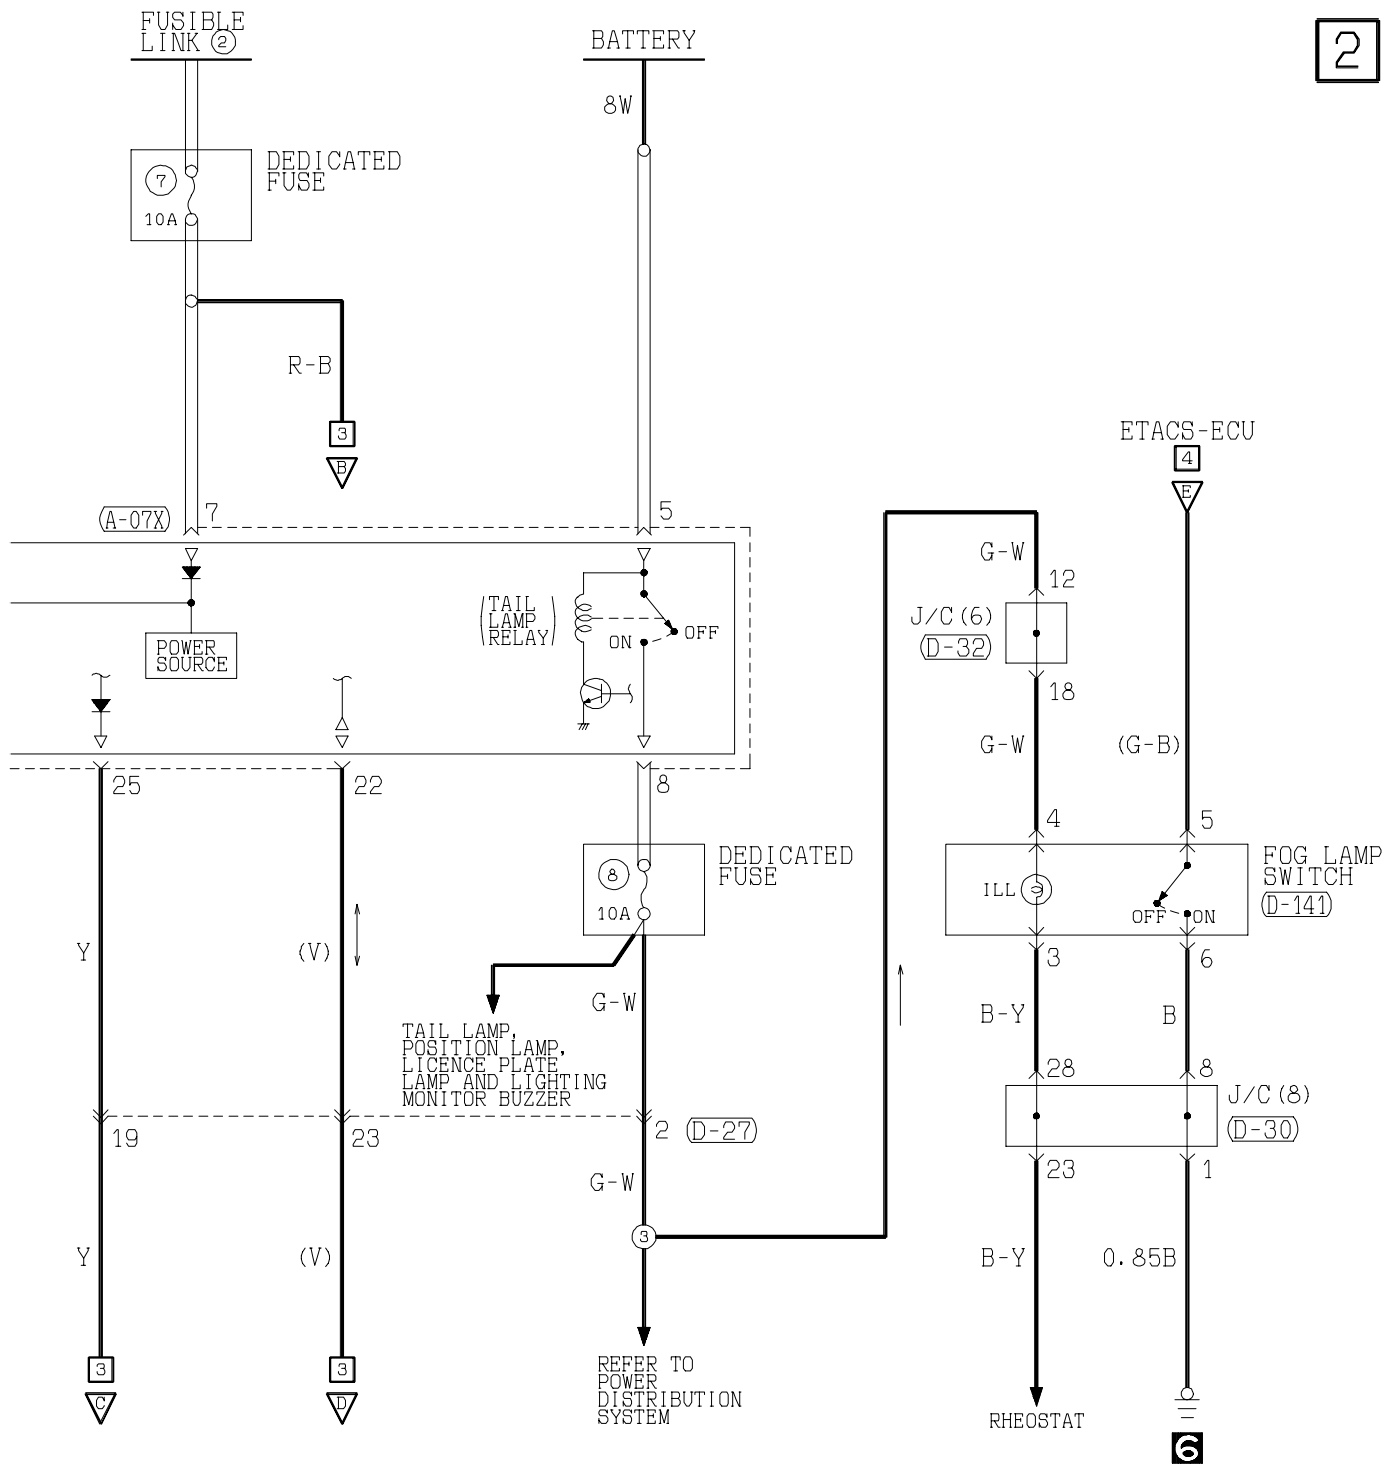 FUSIBLE
LINK 2
BATTERY
2
8W
7
10A
DEDICATED
FUSE
R-B
3
B
ETACS-ECU
4
E
(A-07X)
7
5
G-W
12
J/C(6)
(D-32)
18
(TAIL
LAMP
RELAY)
ON
OFF
POWER
SOURCE
G-W
(G-B)
25
22
8
4
5
8
10A
DEDICATED
FUSE
ILL
OFF
ON
FOG LAMP
SWITCH
(D-141)
Y
(V)
3
6
G-W
B-Y
B
TAIL LAMP,
POSITION LAMP,
LICENCE PLATE
LAMP AND LIGHTING
MONITOR BUZZER
28
8
J/C(8)
(D-30)
19
23
2
(D-27)
23
1
G-W
3
Y
(V)
B-Y
0.85B
3
C
3
D
REFER TO
POWER
DISTRIBUTION
SYSTEM
RHEOSTAT
6